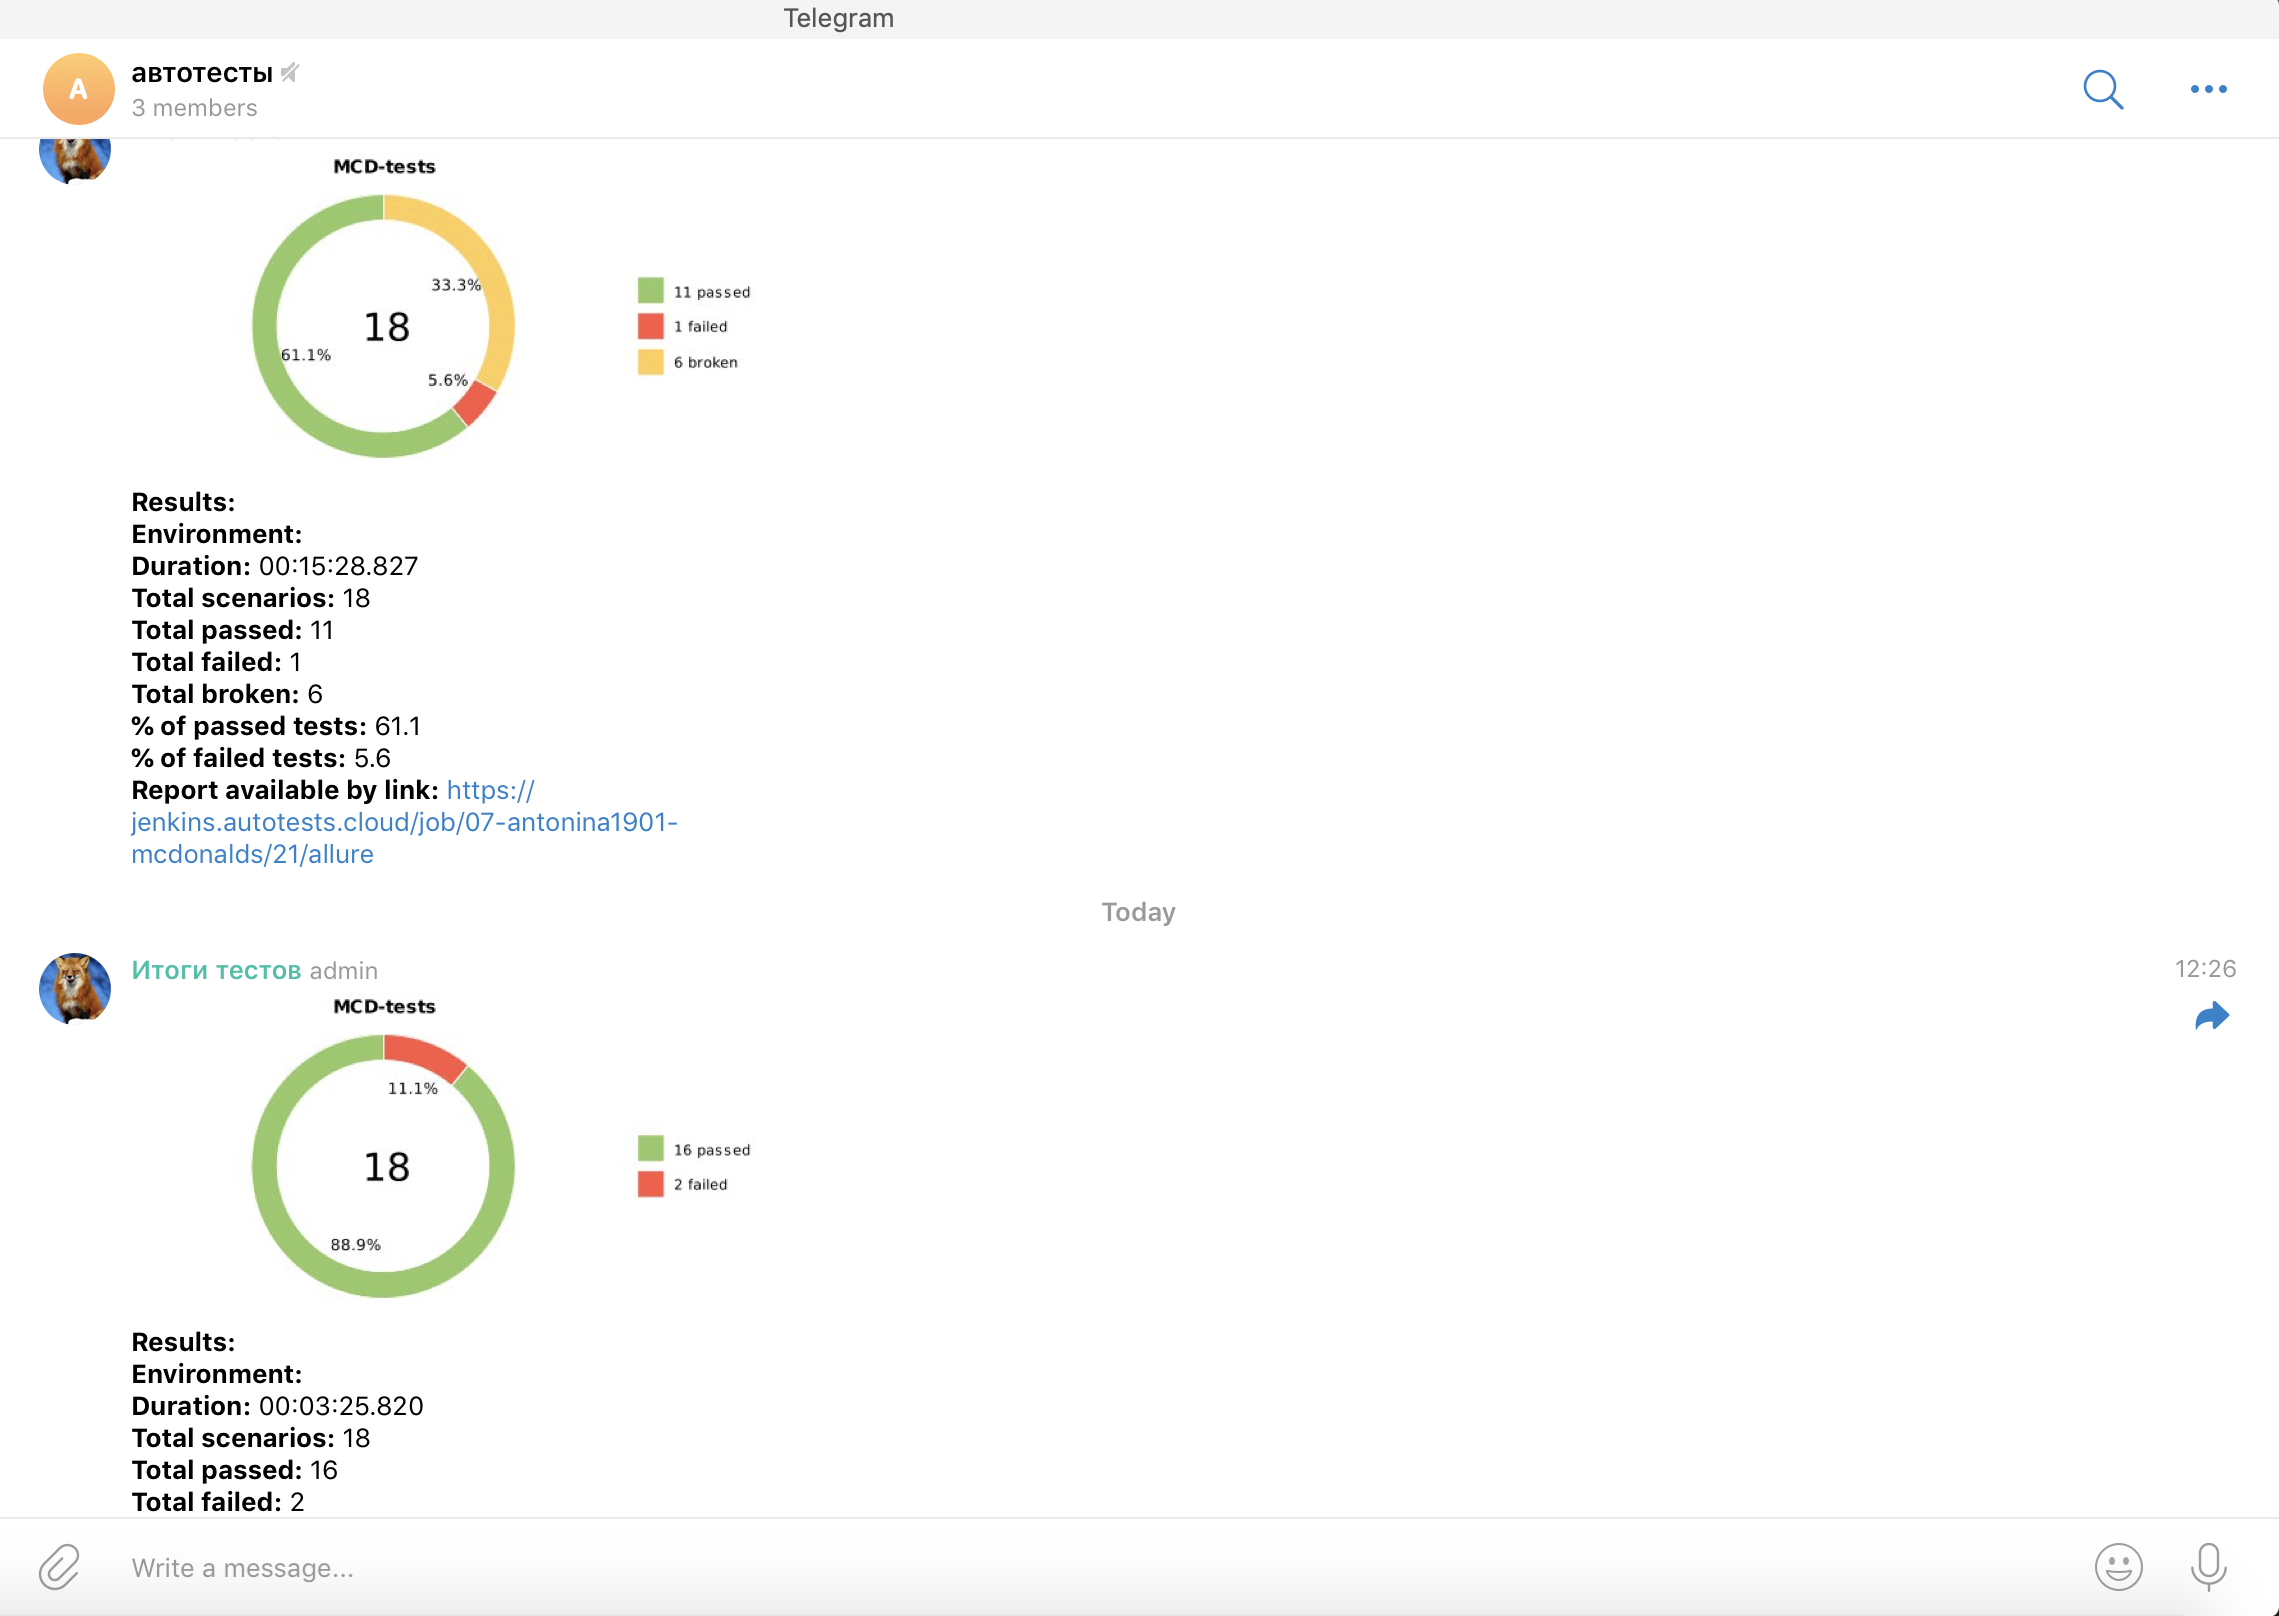 Telegram
А
автотесты
3 members
MCD-tests
33.3%
18
61.1%
5.6%
11 passed
1 failed
6 broken
Results:
Environment:
Duration: 00:15:28.827
Total scenarios: 18
Total passed: 11
Total failed: 1
Total broken: 6
% of passed tests: 61.1
% of failed tests: 5.6
Report available by link: https://
jenkins.autotests.cloud/job/07-antonina1901-
mcdonalds/21/allure
Today
Итоги тестов admin 12:26
MCD-tests
11.1%
18
88.9%
16 passed
2 failed
Results:
Environment:
Duration: 00:03:25.820
Total scenarios: 18
Total passed: 16
Total failed: 2
Write a message...